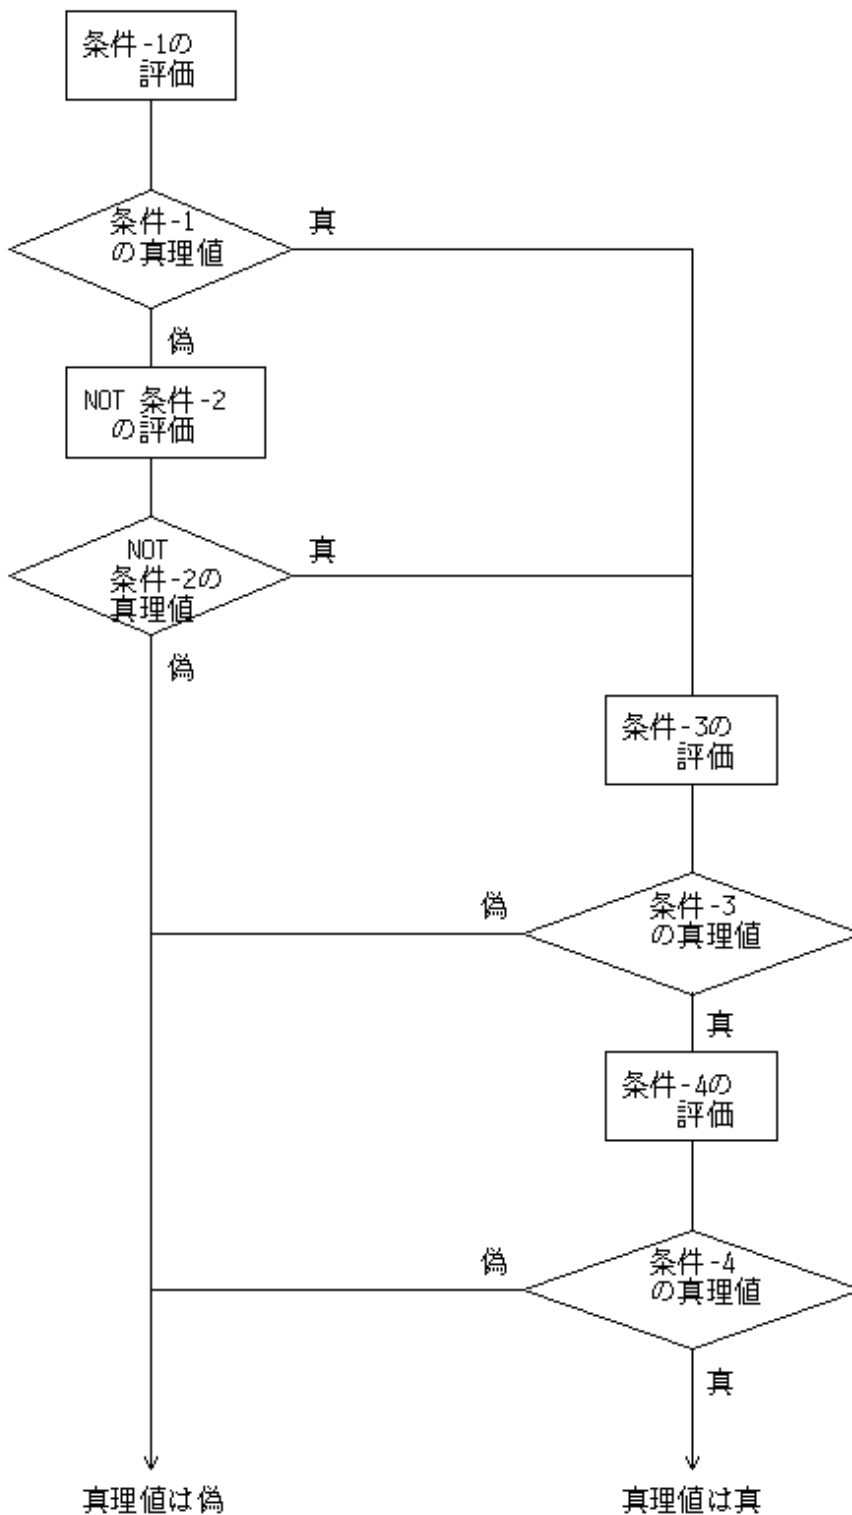 条件-1の
評価
条件-1
の真理値
真
偽
NOT 条件-2
の評価
NOT
条件-2の
真理値
真
偽
条件-3の
評価
条件-3
の真理値
偽
真
条件-4の
評価
条件-4
の真理値
偽
真
真理値は偽
真理値は真